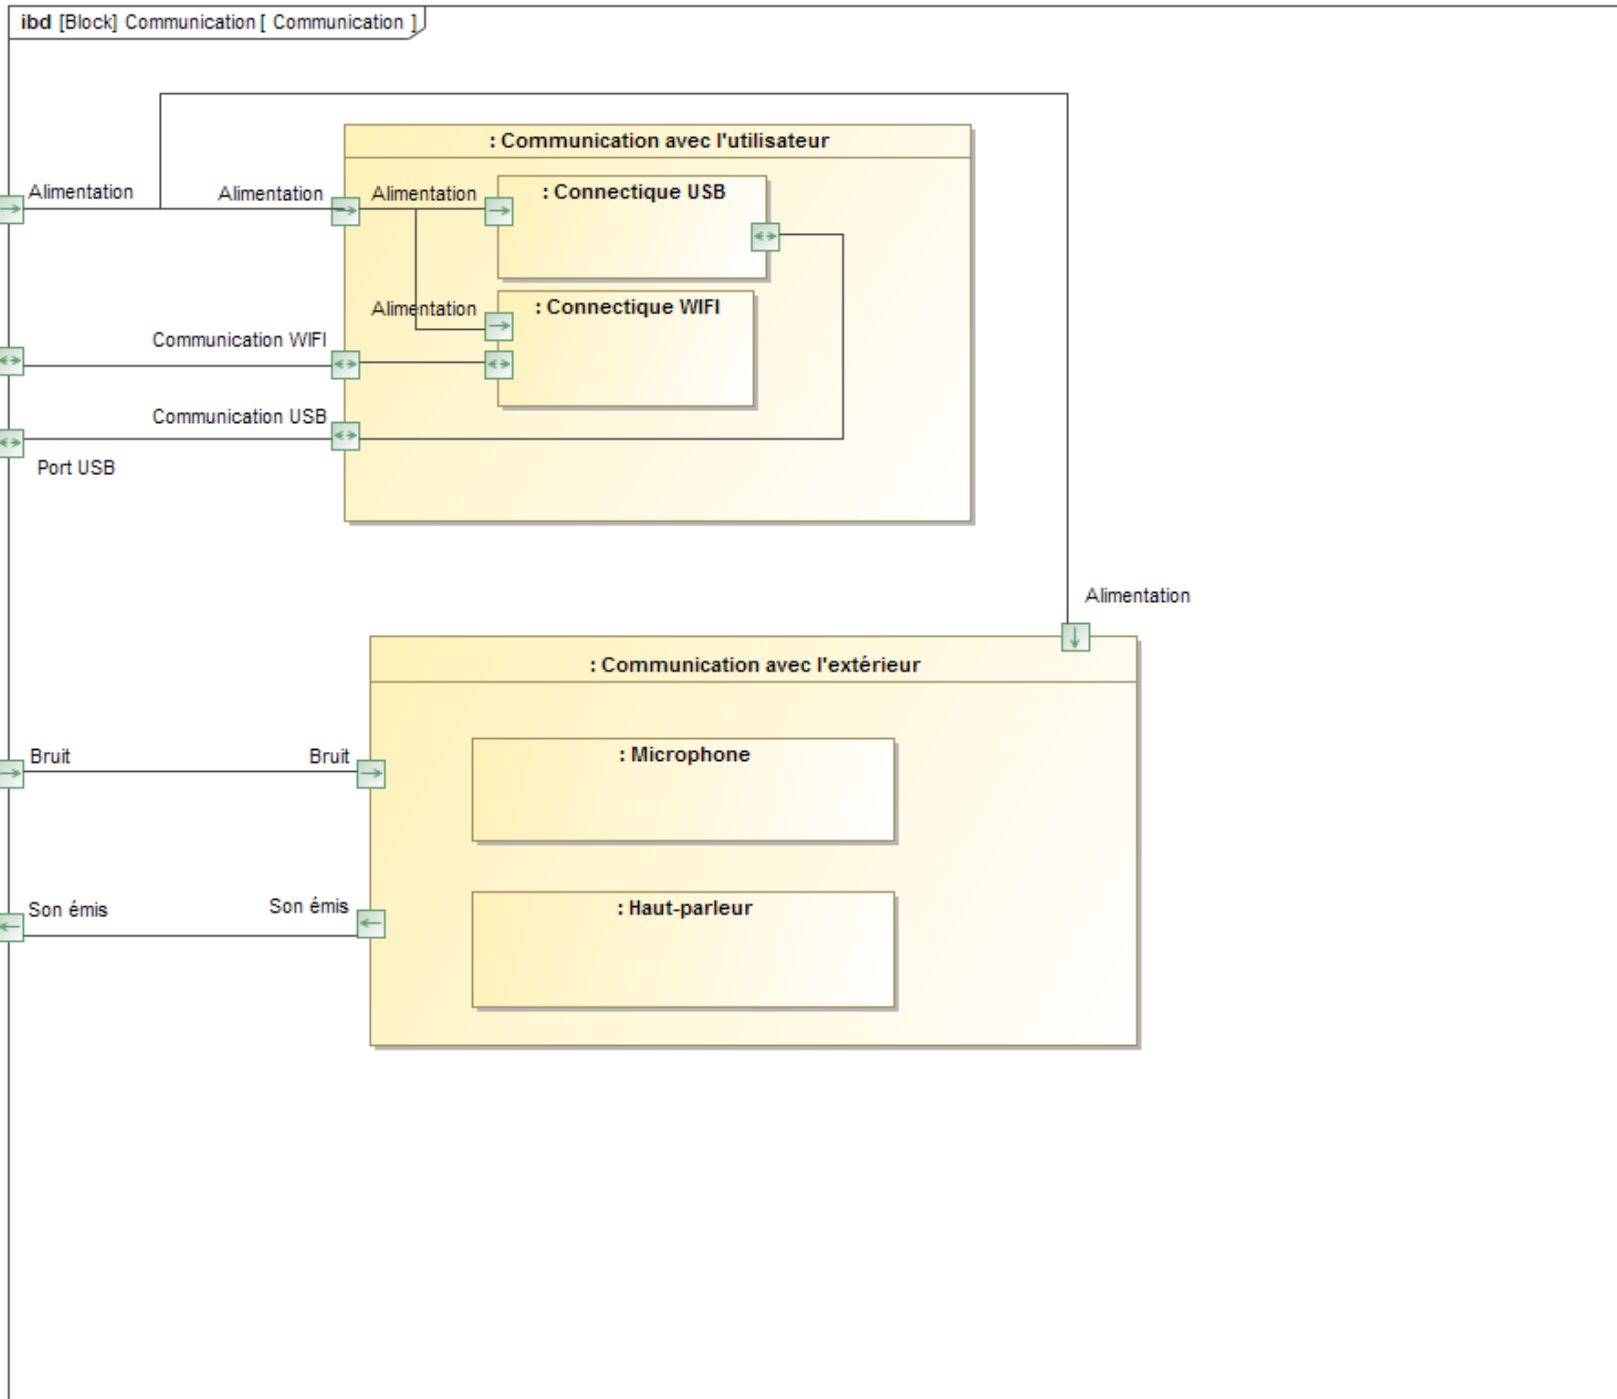 ibd [Block] Communication [ Communication ]
: Communication avec l'utilisateur
Alimentation
Alimentation
Alimentation
: Connectique USB
Alimentation
: Connectique WIFI
Communication WIFI
Communication USB
Port USB
Alimentation
: Communication avec l'extérieur
Bruit
Bruit
: Microphone
Son émis
Son émis
: Haut-parleur